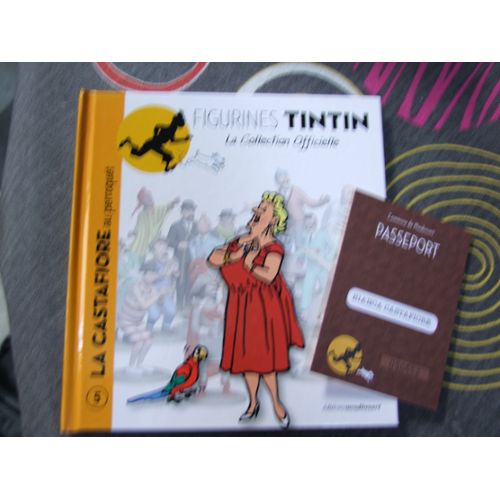 FIGURINES TINTIN
La Collection Officielle
LA CASTAFIORE au perroquet
5
PASSEPORT
BIANCA CASTAFIORE